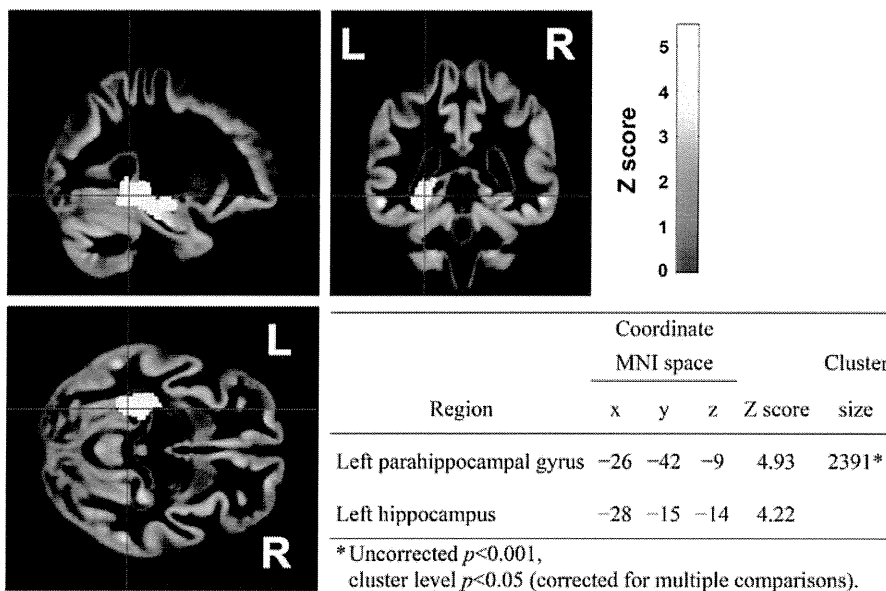 L R
5
4
3
2
1
0
Z score
L
R
Coordinate
MNI space Cluster
Region x y z Z score size
Left parahippocampal gyrus −26 −42 −9 4.93 2391*
Left hippocampus −28 −15 −14 4.22
* Uncorrected p<0.001,
cluster level p<0.05 (corrected for multiple comparisons).